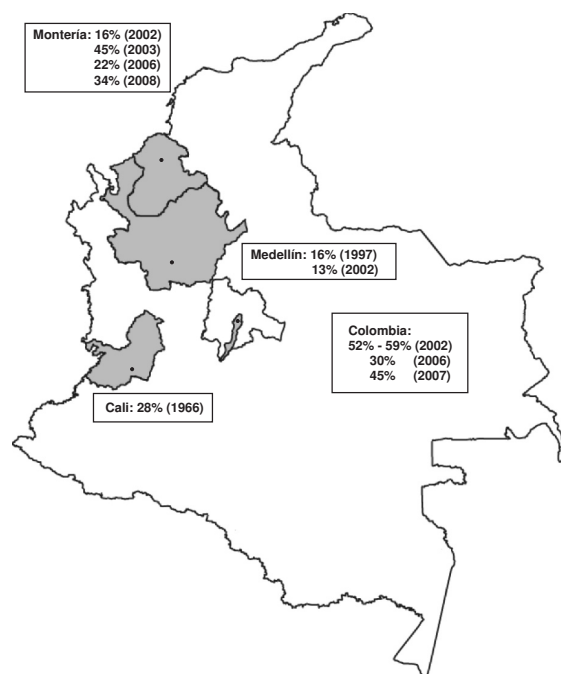 Montería: 16% (2002)
45% (2003)
22% (2006)
34% (2008)
Medellín: 16% (1997)
13% (2002)
Colombia:
52% - 59% (2002)
30% (2006)
45% (2007)
Cali: 28% (1966)